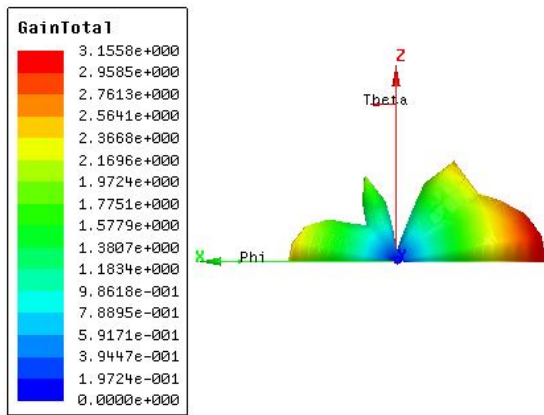 GainTotal
3.1558e+000
2.9585e+000
2.7613e+000
2.5641e+000
2.3668e+000
2.1696e+000
1.9724e+000
1.7751e+000
1.5779e+000
1.3807e+000
1.1834e+000
9.8618e-001
7.8895e-001
5.9171e-001
3.9447e-001
1.9724e-001
0.0000e+000
Z
Theta
X
Phi